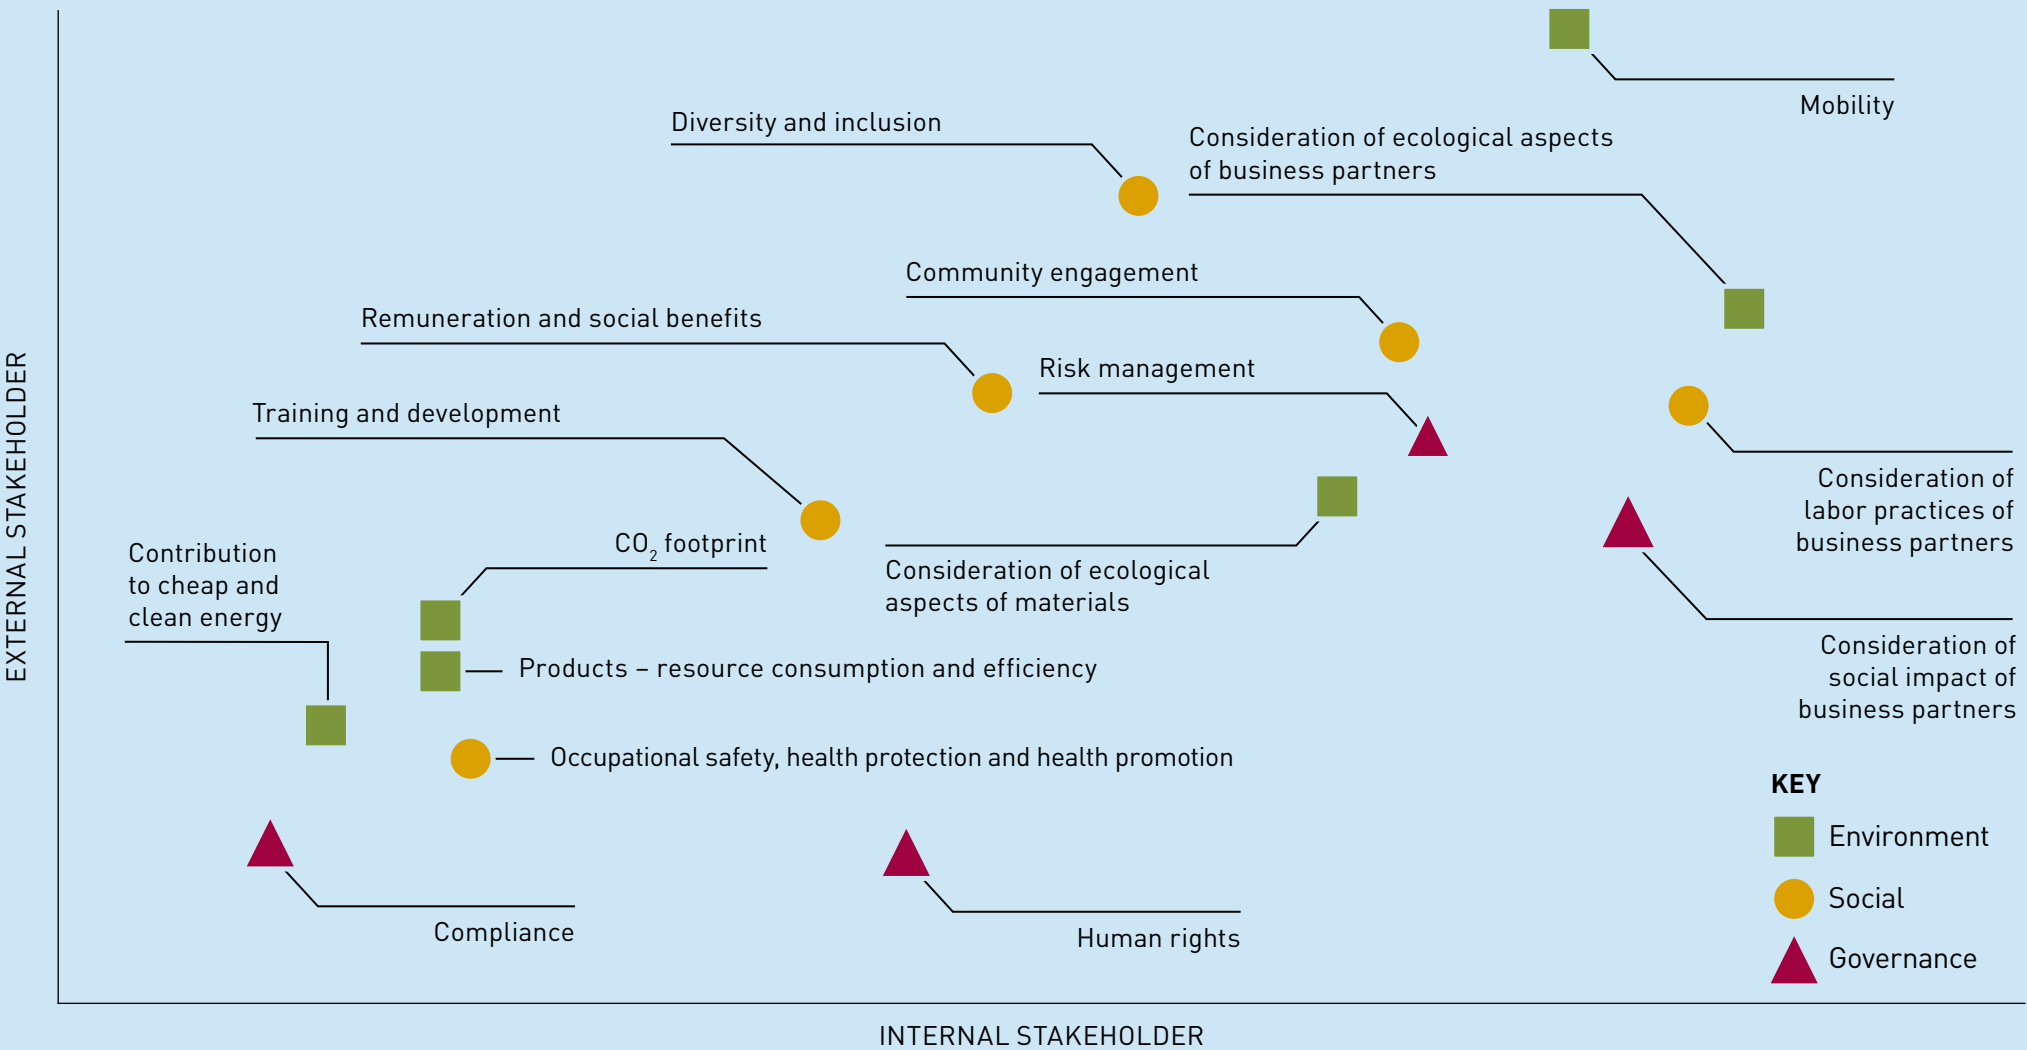 Mobility
Diversity and inclusion
Consideration of ecological aspects
of business partners
Community engagement
Remuneration and social benefits
Risk management
Training and development
Consideration of
labor practices of
business partners
CO₂ footprint
Consideration of ecological
aspects of materials
Contribution
to cheap and
clean energy
Products – resource consumption and efficiency
Consideration of
social impact of
business partners
Occupational safety, health protection and health promotion
Compliance
Human rights
KEY
Environment
Social
Governance
EXTERNAL STAKEHOLDER
INTERNAL STAKEHOLDER